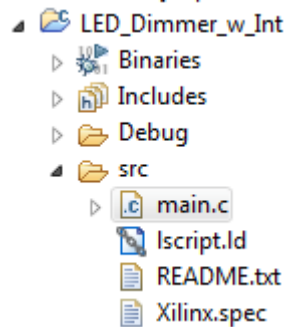 LED_Dimmer_w_Int
Binaries
Includes
Debug
src
main.c
lscript.ld
README.txt
Xilinx.spec